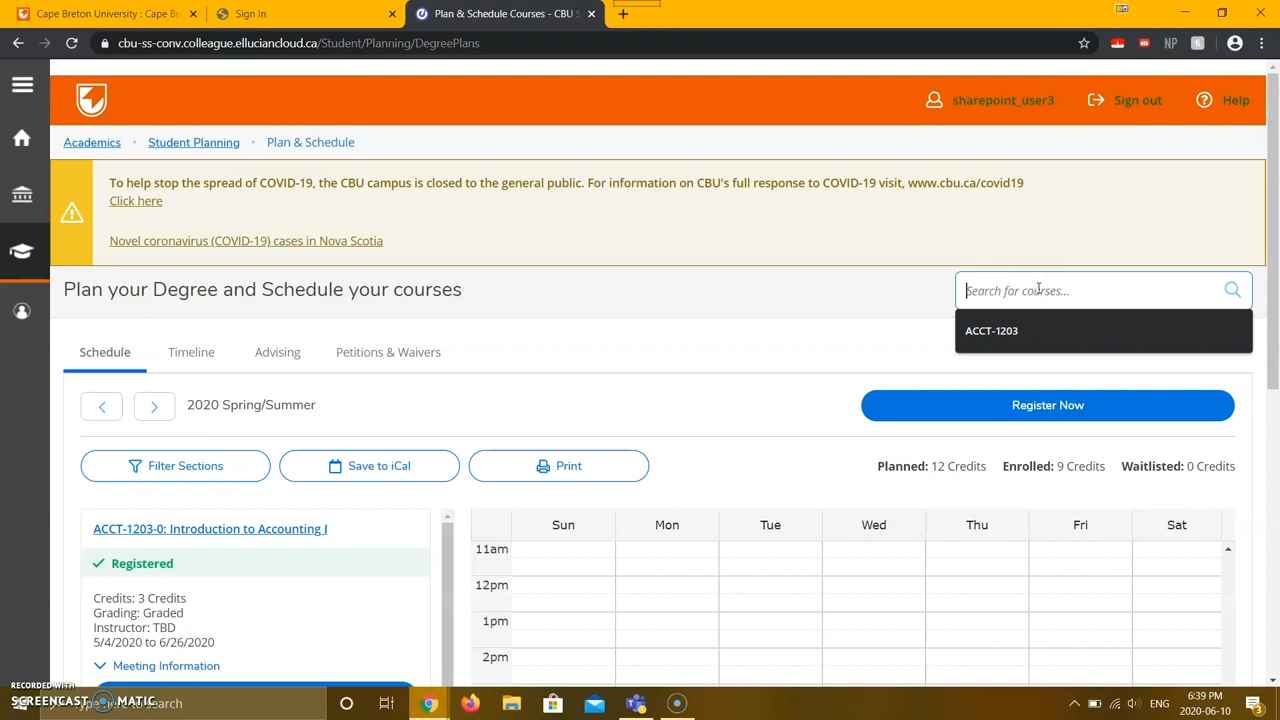 Cape Breton University : Cape Br
Sign In
Plan & Schedule Courses - CBU S
cbu-ss-conv.colleague.elluciancloud.ca/Student/Planning/DegreePlans
NP
sharepoint_user3
Sign out
Help
Academics
Student Planning
Plan & Schedule
To help stop the spread of COVID-19, the CBU campus is closed to the general public. For information on CBU's full response to COVID-19 visit, www.cbu.ca/covid19
Click here
Novel coronavirus (COVID-19) cases in Nova Scotia
Plan your Degree and Schedule your courses
Search for courses...
ACCT-1203
Schedule
Timeline
Advising
Petitions & Waivers
2020 Spring/Summer
Register Now
Filter Sections
Save to iCal
Print
Planned: 12 Credits
Enrolled: 9 Credits
Waitlisted: 0 Credits
ACCT-1203-0: Introduction to Accounting I
Registered
Credits: 3 Credits
Grading: Graded
Instructor: TBD
5/4/2020 to 6/26/2020
Meeting Information
Sun Mon Tue Wed Thu Fri Sat
11am
12pm
1pm
2pm
RECORDED WITH
SCREENCAST MATIC
here to search
ENG
6:39 PM
2020-06-10
3